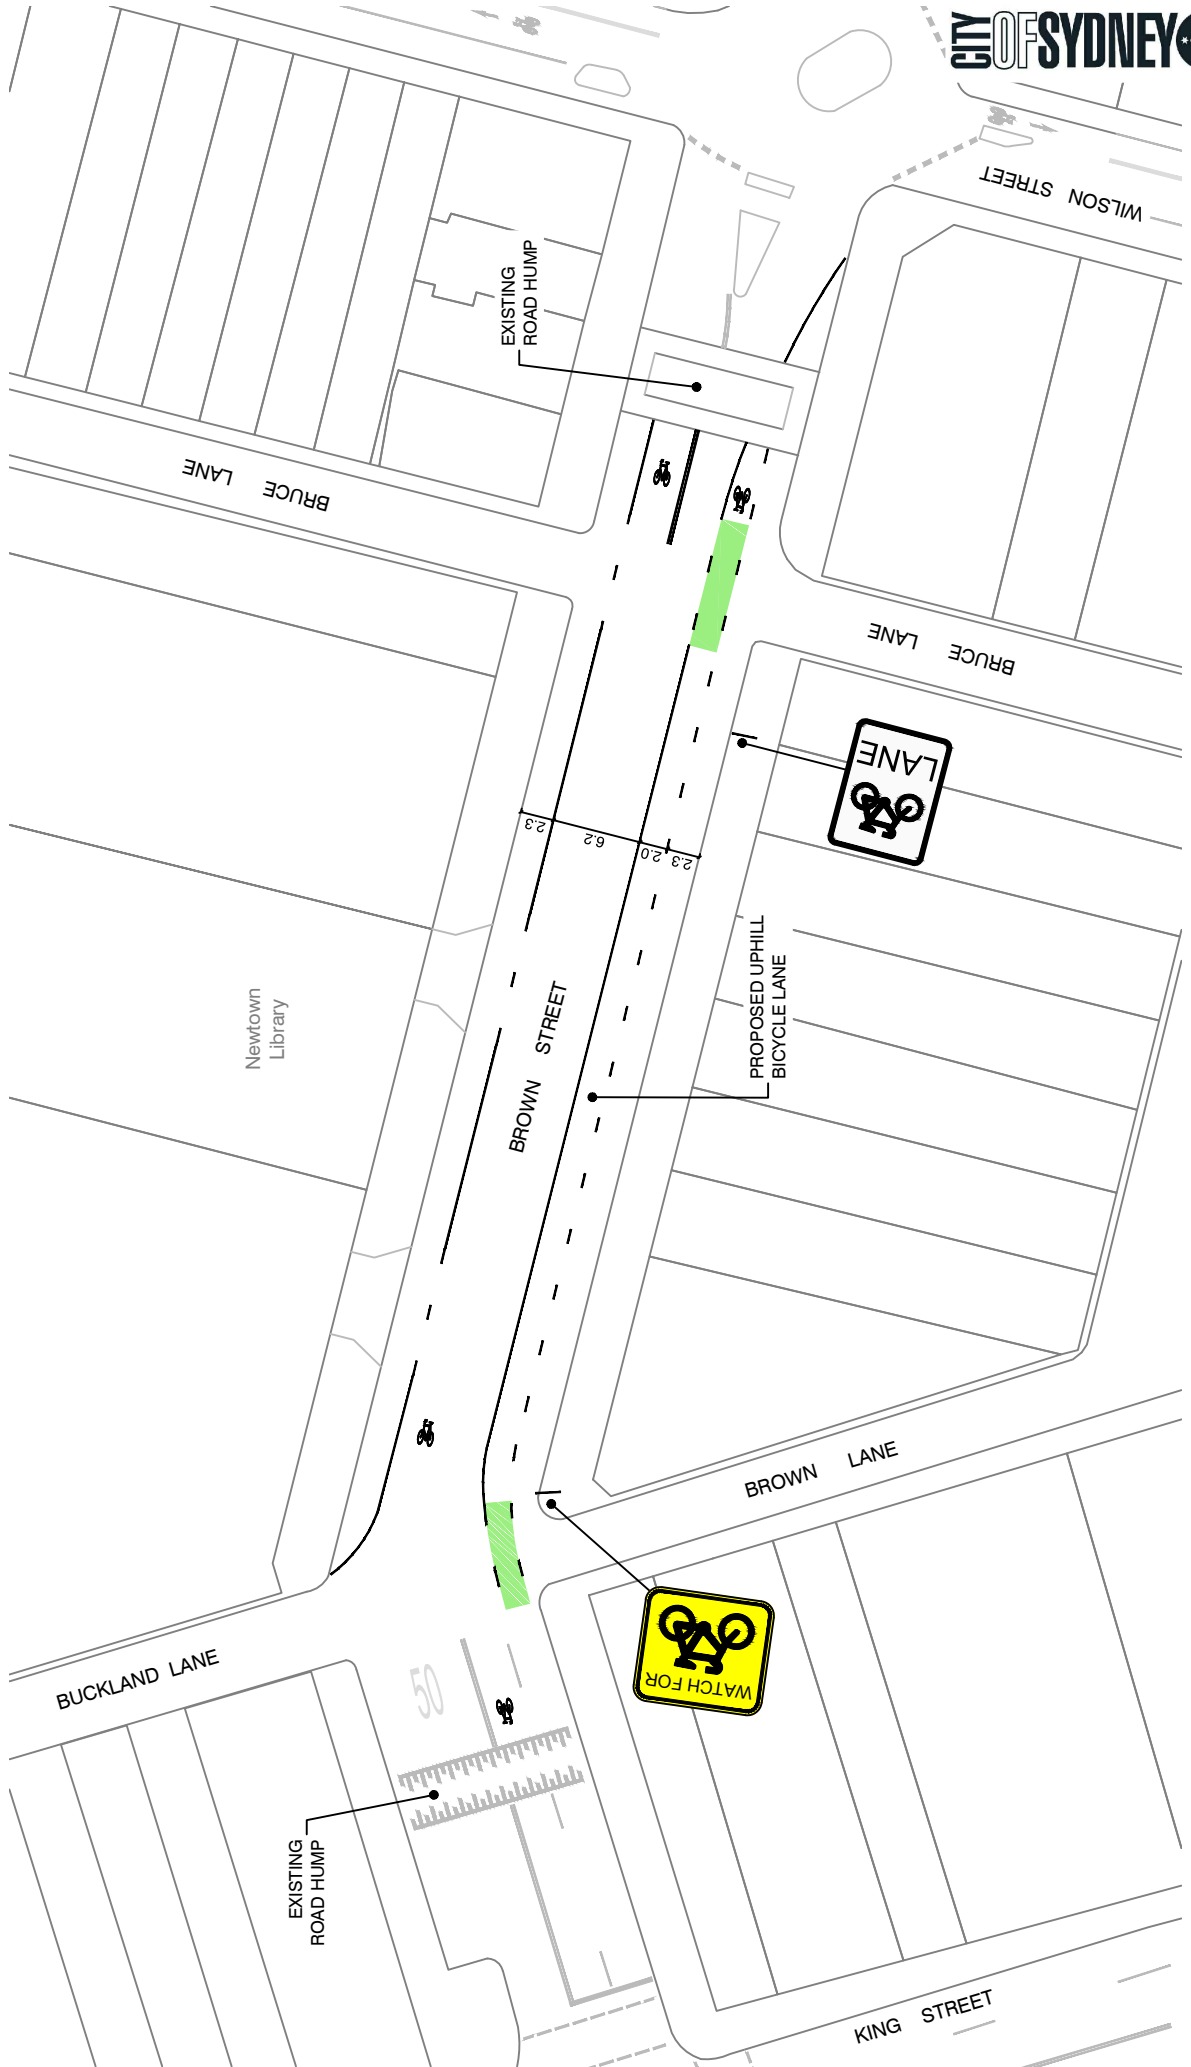 CITY OF SYDNEY
WILSON STREET
EXISTING
ROAD HUMP
BRUCE LANE
BRUCE LANE
LANE
2.3
6.2
2.0
2.3
PROPOSED UPHILL
BICYCLE LANE
Newtown
Library
BROWN STREET
BROWN LANE
BUCKLAND LANE
WATCH FOR
50
EXISTING
ROAD HUMP
KING STREET